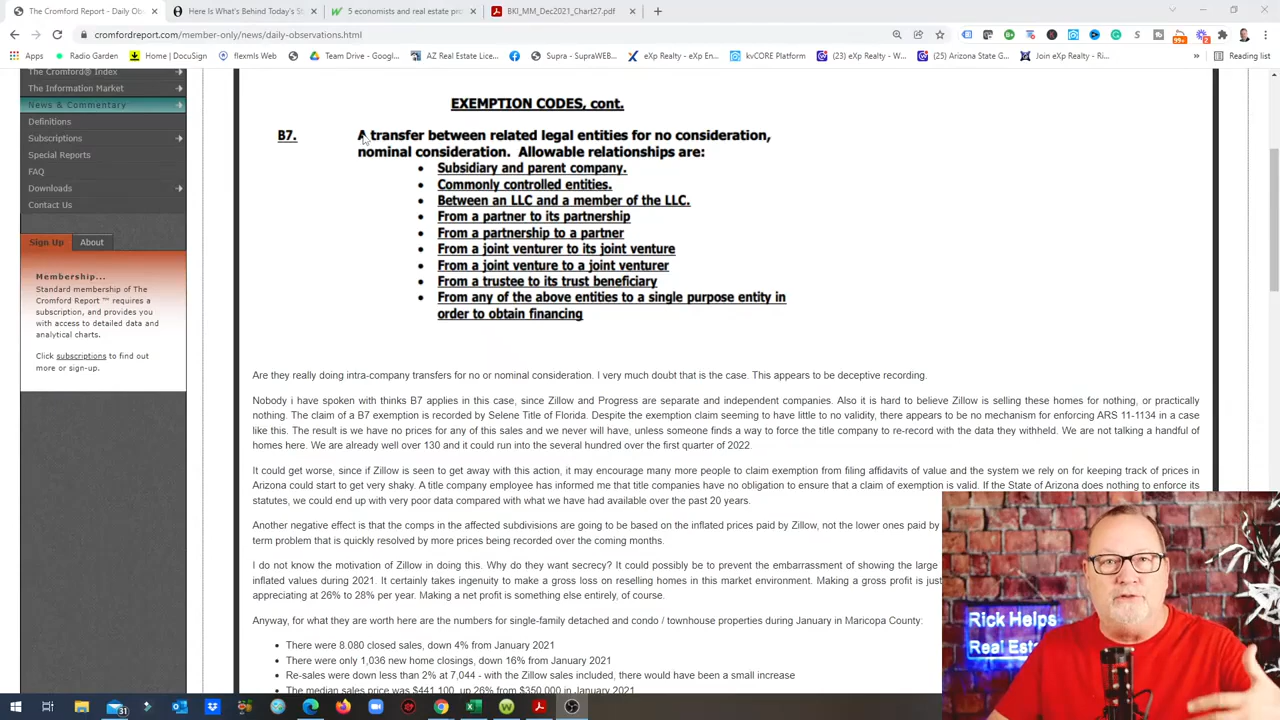 The Cromford Report - Daily Obs
Here Is What's Behind Today's St
5 economists and real estate pro
BKI_MM_Dec2021_Chart27.pdf
cromfordreport.com/member-only/news/daily-observations.html
Apps
Radio Garden
Home | DocuSign
flexmls Web
Team Drive - Googl...
AZ Real Estate Lice...
Supra - SupraWEB...
eXp Realty - eXp En...
kvCORE Platform
(23) eXp Realty - W...
(25) Arizona State G...
Join eXp Realty - Ri...
Reading list
The Cromford® Index
The Information Market
News & Commentary
Definitions
Subscriptions
Special Reports
FAQ
Downloads
Contact Us
Sign Up
About
Membership...
Standard membership of The
Cromford Report ™ requires a
subscription, and provides you
with access to detailed data and
analytical charts.
Click subscriptions to find out
more or sign-up.
EXEMPTION CODES, cont.
B7. A transfer between related legal entities for no consideration,
nominal consideration. Allowable relationships are:
• Subsidiary and parent company.
• Commonly controlled entities.
• Between an LLC and a member of the LLC.
• From a partner to its partnership
• From a partnership to a partner
• From a joint venturer to its joint venture
• From a joint venture to a joint venturer
• From a trustee to its trust beneficiary
• From any of the above entities to a single purpose entity in
order to obtain financing
Are they really doing intra-company transfers for no or nominal consideration. I very much doubt that is the case. This appears to be deceptive recording.
Nobody i have spoken with thinks B7 applies in this case, since Zillow and Progress are separate and independent companies. Also it is hard to believe Zillow is selling these homes for nothing, or practically
nothing. The claim of a B7 exemption is recorded by Selene Title of Florida. Despite the exemption claim seeming to have little to no validity, there appears to be no mechanism for enforcing ARS 11-1134 in a case
like this. The result is we have no prices for any of this sales and we never will have, unless someone finds a way to force the title company to re-record with the data they withheld. We are not talking a handful of
homes here. We are already well over 130 and it could run into the several hundred over the first quarter of 2022.
It could get worse, since if Zillow is seen to get away with this action, it may encourage many more people to claim exemption from filing affidavits of value and the system we rely on for keeping track of prices in
Arizona could start to get very shaky. A title company employee has informed me that title companies have no obligation to ensure that a claim of exemption is valid. If the State of Arizona does nothing to enforce its
statutes, we could end up with very poor data compared with what we have had available over the past 20 years.
Another negative effect is that the comps in the affected subdivisions are going to be based on the inflated prices paid by Zillow, not the lower ones paid by
term problem that is quickly resolved by more prices being recorded over the coming months.
I do not know the motivation of Zillow in doing this. Why do they want secrecy? It could possibly be to prevent the embarrassment of showing the large
inflated values during 2021. It certainly takes ingenuity to make a gross loss on reselling homes in this market environment. Making a gross profit is just
appreciating at 26% to 28% per year. Making a net profit is something else entirely, of course.
Anyway, for what they are worth here are the numbers for single-family detached and condo / townhouse properties during January in Maricopa County:
• There were 8.080 closed sales, down 4% from January 2021
• There were only 1,036 new home closings, down 16% from January 2021
• Re-sales were down less than 2% at 7,044 - with the Zillow sales included, there would have been a small increase
• The median sales price was $441,100, up 26% from $350,000 in January 2021
Rick Helps
Real Est